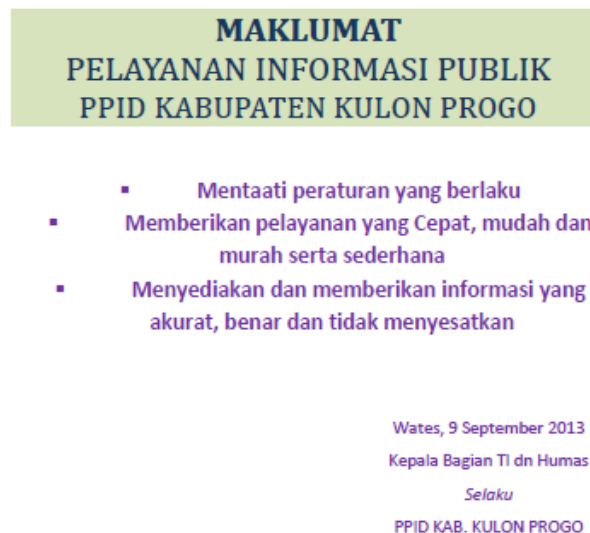 MAKLUMAT
PELAYANAN INFORMASI PUBLIK
PPID KABUPATEN KULON PROGO
▪ Mentaati peraturan yang berlaku
▪ Memberikan pelayanan yang Cepat, mudah dan
murah serta sederhana
▪ Menyediakan dan memberikan informasi yang
akurat, benar dan tidak menyesatkan
Wates, 9 September 2013
Kepala Bagian TI dn Humas
Selaku
PPID KAB. KULON PROGO